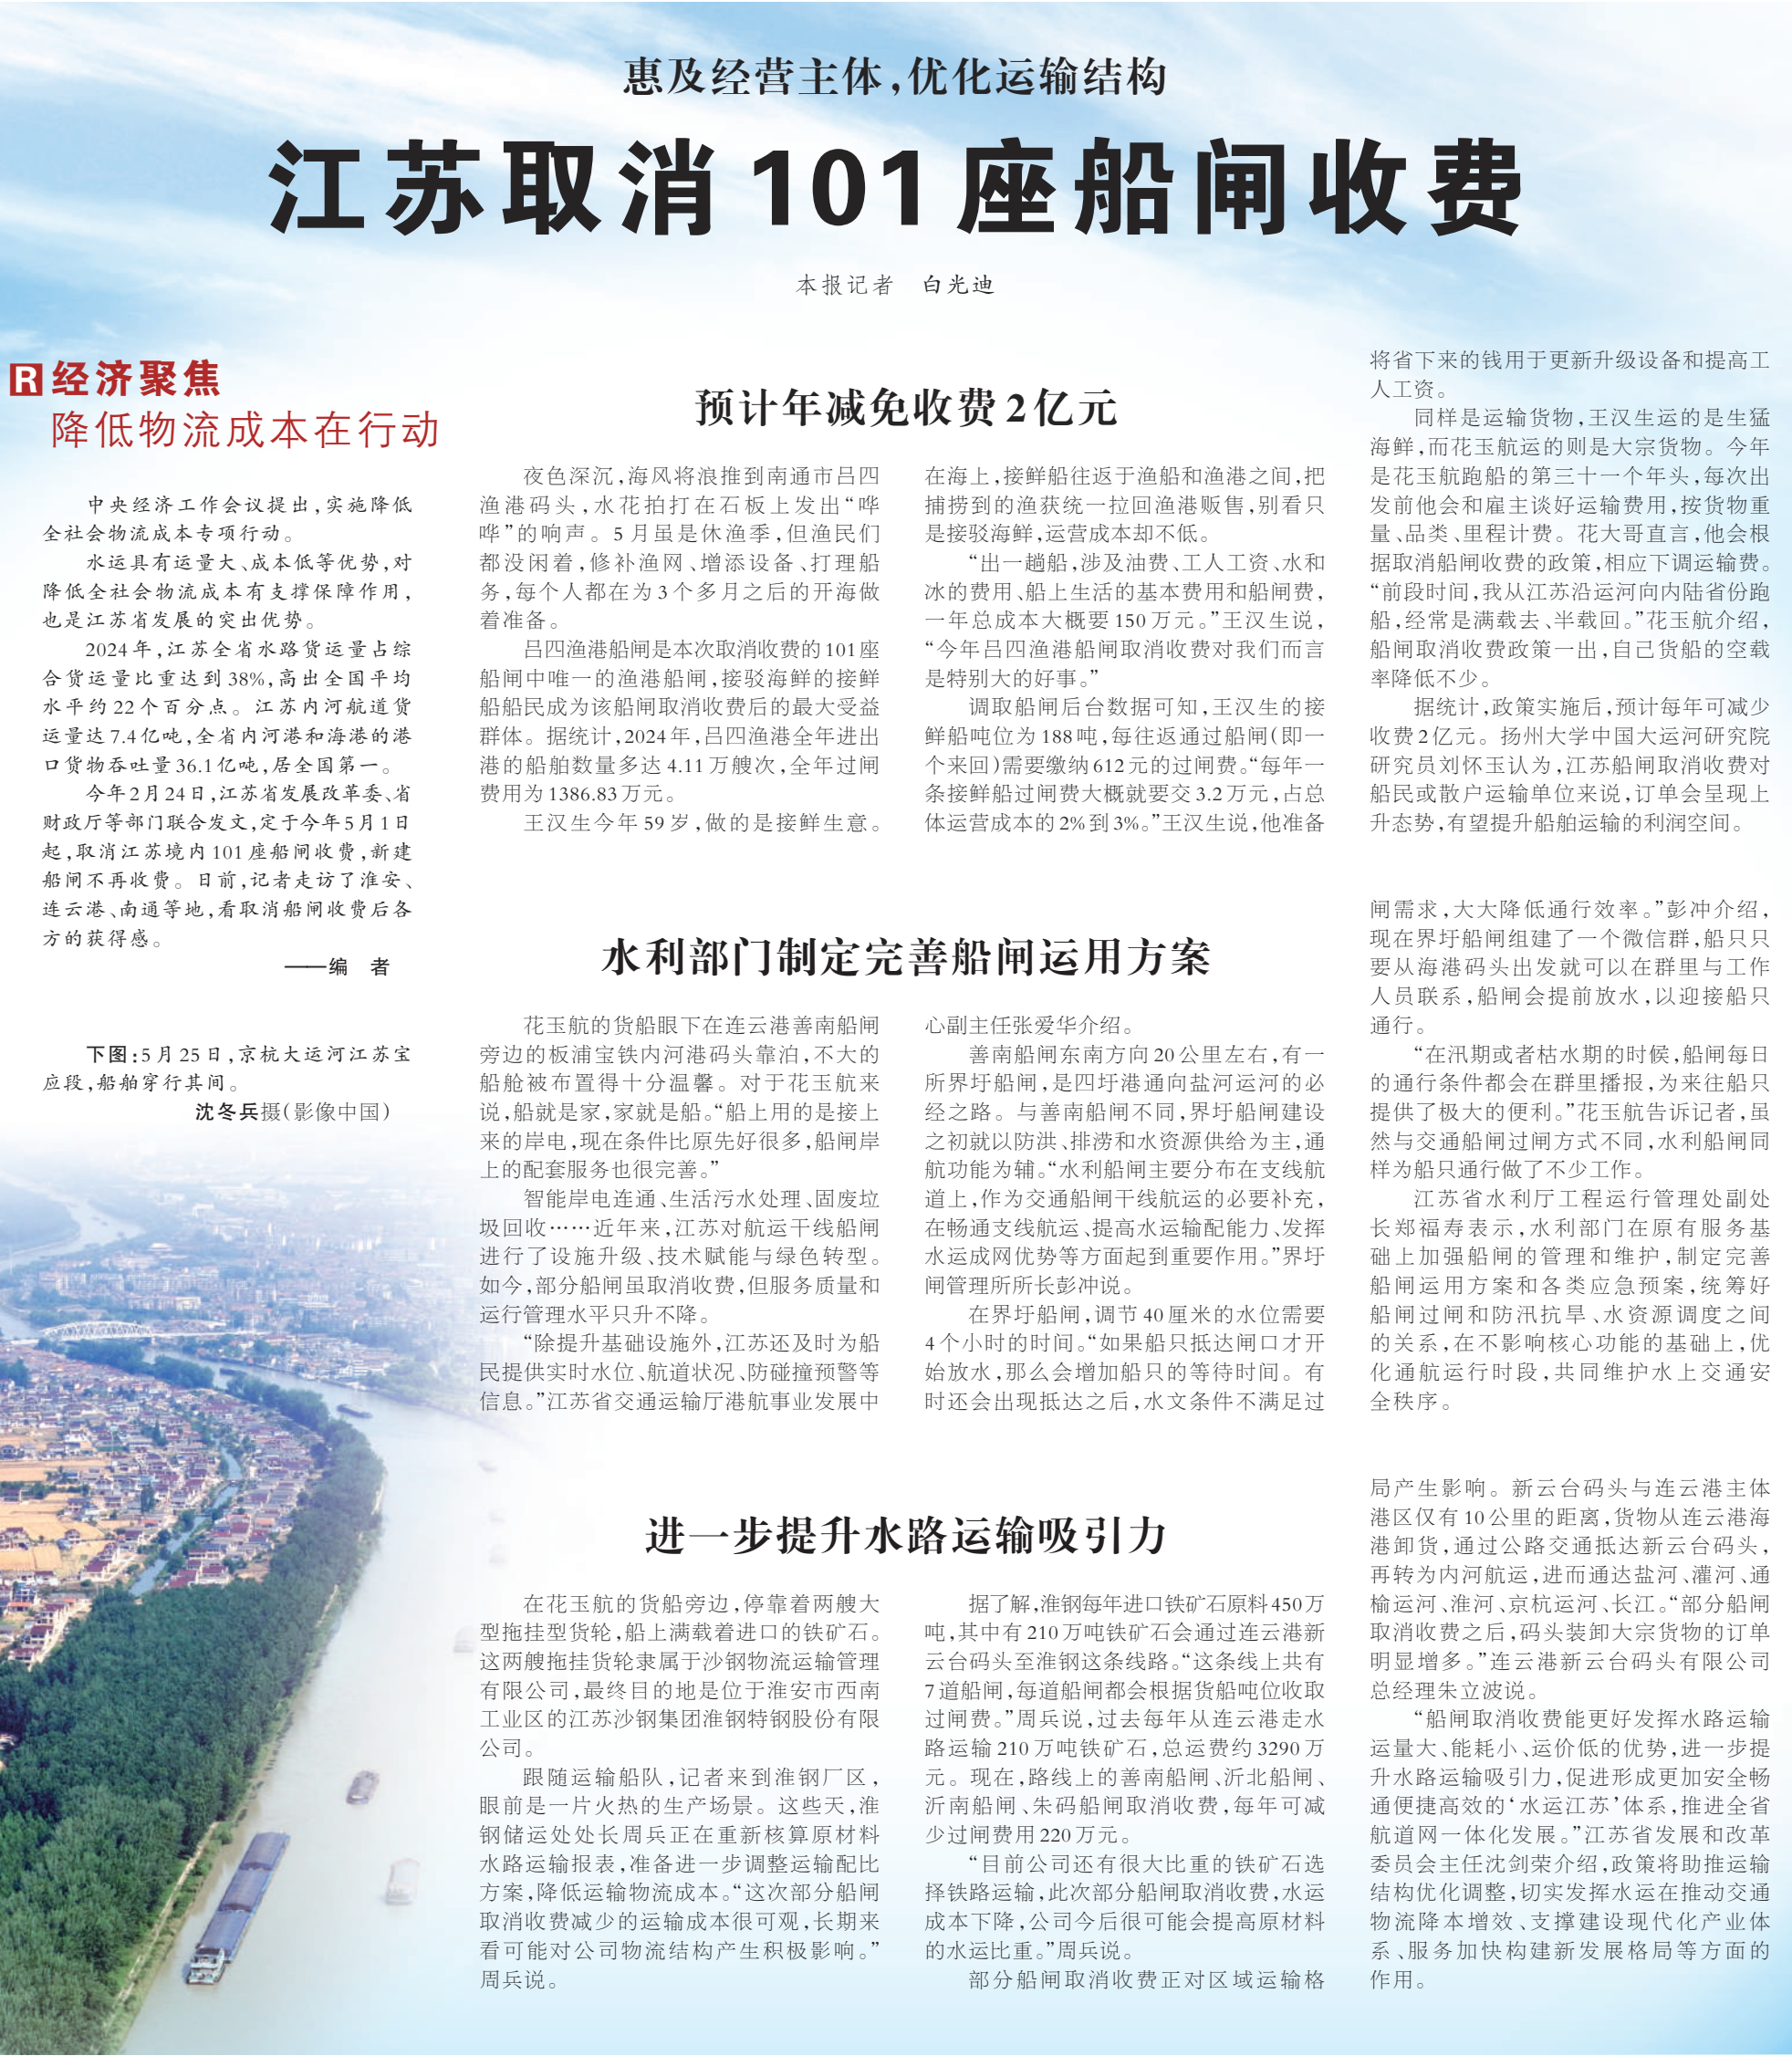 惠及经营主体，优化运输结构
江苏取消101座船闸收费
本报记者　白光迪
R经济聚焦
降低物流成本在行动
中央经济工作会议提出，实施降低
全社会物流成本专项行动。
水运具有运量大、成本低等优势，对
降低全社会物流成本有支撑保障作用，
也是江苏省发展的突出优势。
2024年，江苏全省水路货运量占综
合货运量比重达到38%，高出全国平均
水平约22个百分点。江苏内河航道货
运量达7.4亿吨，全省内河港和海港的港
口货物吞吐量36.1亿吨，居全国第一。
今年2月24日，江苏省发展改革委、省
财政厅等部门联合发文，定于今年5月1日
起，取消江苏境内101座船闸收费，新建
船闸不再收费。日前，记者走访了淮安、
连云港、南通等地，看取消船闸收费后各
方的获得感。
——编　者
下图：5月25日，京杭大运河江苏宝
应段，船舶穿行其间。
沈冬兵摄（影像中国）
预计年减免收费2亿元
夜色深沉，海风将浪推到南通市吕四
渔港码头，水花拍打在石板上发出“哗
哗”的响声。5月虽是休渔季，但渔民们
都没闲着，修补渔网、增添设备、打理船
务，每个人都在为3个多月之后的开海做
着准备。
吕四渔港船闸是本次取消收费的101座
船闸中唯一的渔港船闸，接驳海鲜的接鲜
船船民成为该船闸取消收费后的最大受益
群体。据统计，2024年，吕四渔港全年进出
港的船舶数量多达4.11万艘次，全年过闸
费用为1386.83万元。
王汉生今年59岁，做的是接鲜生意。
在海上，接鲜船往返于渔船和渔港之间，把
捕捞到的渔获统一拉回渔港贩售，别看只
是接驳海鲜，运营成本却不低。
“出一趟船，涉及油费、工人工资、水和
冰的费用、船上生活的基本费用和船闸费，
一年总成本大概要150万元。”王汉生说，
“今年吕四渔港船闸取消收费对我们而言
是特别大的好事。”
调取船闸后台数据可知，王汉生的接
鲜船吨位为188吨，每往返通过船闸（即一
个来回）需要缴纳612元的过闸费。“每年一
条接鲜船过闸费大概就要交3.2万元，占总
体运营成本的2%到3%。”王汉生说，他准备
将省下来的钱用于更新升级设备和提高工
人工资。
同样是运输货物，王汉生运的是生猛
海鲜，而花玉航运的则是大宗货物。今年
是花玉航跑船的第三十一个年头，每次出
发前他会和雇主谈好运输费用，按货物重
量、品类、里程计费。花大哥直言，他会根
据取消船闸收费的政策，相应下调运输费。
“前段时间，我从江苏沿运河向内陆省份跑
船，经常是满载去、半载回。”花玉航介绍，
船闸取消收费政策一出，自己货船的空载
率降低不少。
据统计，政策实施后，预计每年可减少
收费2亿元。扬州大学中国大运河研究院
研究员刘怀玉认为，江苏船闸取消收费对
船民或散户运输单位来说，订单会呈现上
升态势，有望提升船舶运输的利润空间。
水利部门制定完善船闸运用方案
花玉航的货船眼下在连云港善南船闸
旁边的板浦宝铁内河港码头靠泊，不大的
船舱被布置得十分温馨。对于花玉航来
说，船就是家，家就是船。“船上用的是接上
来的岸电，现在条件比原先好很多，船闸岸
上的配套服务也很完善。”
智能岸电连通、生活污水处理、固废垃
圾回收……近年来，江苏对航运干线船闸
进行了设施升级、技术赋能与绿色转型。
如今，部分船闸虽取消收费，但服务质量和
运行管理水平只升不降。
“除提升基础设施外，江苏还及时为船
民提供实时水位、航道状况、防碰撞预警等
信息。”江苏省交通运输厅港航事业发展中
心副主任张爱华介绍。
善南船闸东南方向20公里左右，有一
所界圩船闸，是四圩港通向盐河运河的必
经之路。与善南船闸不同，界圩船闸建设
之初就以防洪、排涝和水资源供给为主，通
航功能为辅。“水利船闸主要分布在支线航
道上，作为交通船闸干线航运的必要补充，
在畅通支线航运、提高水运输配能力、发挥
水运成网优势等方面起到重要作用。”界圩
闸管理所所长彭冲说。
在界圩船闸，调节40厘米的水位需要
4个小时的时间。“如果船只抵达闸口才开
始放水，那么会增加船只的等待时间。有
时还会出现抵达之后，水文条件不满足过
闸需求，大大降低通行效率。”彭冲介绍，
现在界圩船闸组建了一个微信群，船只只
要从海港码头出发就可以在群里与工作
人员联系，船闸会提前放水，以迎接船只
通行。
“在汛期或者枯水期的时候，船闸每日
的通行条件都会在群里播报，为来往船只
提供了极大的便利。”花玉航告诉记者，虽
然与交通船闸过闸方式不同，水利船闸同
样为船只通行做了不少工作。
江苏省水利厅工程运行管理处副处
长郑福寿表示，水利部门在原有服务基
础上加强船闸的管理和维护，制定完善
船闸运用方案和各类应急预案，统筹好
船闸过闸和防汛抗旱、水资源调度之间
的关系，在不影响核心功能的基础上，优
化通航运行时段，共同维护水上交通安
全秩序。
进一步提升水路运输吸引力
在花玉航的货船旁边，停靠着两艘大
型拖挂型货轮，船上满载着进口的铁矿石。
这两艘拖挂货轮隶属于沙钢物流运输管理
有限公司，最终目的地是位于淮安市西南
工业区的江苏沙钢集团淮钢特钢股份有限
公司。
跟随运输船队，记者来到淮钢厂区，
眼前是一片火热的生产场景。这些天，淮
钢储运处处长周兵正在重新核算原材料
水路运输报表，准备进一步调整运输配比
方案，降低运输物流成本。“这次部分船闸
取消收费减少的运输成本很可观，长期来
看可能对公司物流结构产生积极影响。”
周兵说。
据了解，淮钢每年进口铁矿石原料450万
吨，其中有210万吨铁矿石会通过连云港新
云台码头至淮钢这条线路。“这条线上共有
7道船闸，每道船闸都会根据货船吨位收取
过闸费。”周兵说，过去每年从连云港走水
路运输210万吨铁矿石，总运费约3290万
元。现在，路线上的善南船闸、沂北船闸、
沂南船闸、朱码船闸取消收费，每年可减
少过闸费用220万元。
“目前公司还有很大比重的铁矿石选
择铁路运输，此次部分船闸取消收费，水运
成本下降，公司今后很可能会提高原材料
的水运比重。”周兵说。
部分船闸取消收费正对区域运输格
局产生影响。新云台码头与连云港主体
港区仅有10公里的距离，货物从连云港海
港卸货，通过公路交通抵达新云台码头，
再转为内河航运，进而通达盐河、灌河、通
榆运河、淮河、京杭运河、长江。“部分船闸
取消收费之后，码头装卸大宗货物的订单
明显增多。”连云港新云台码头有限公司
总经理朱立波说。
“船闸取消收费能更好发挥水路运输
运量大、能耗小、运价低的优势，进一步提
升水路运输吸引力，促进形成更加安全畅
通便捷高效的‘水运江苏’体系，推进全省
航道网一体化发展。”江苏省发展和改革
委员会主任沈剑荣介绍，政策将助推运输
结构优化调整，切实发挥水运在推动交通
物流降本增效、支撑建设现代化产业体
系、服务加快构建新发展格局等方面的
作用。